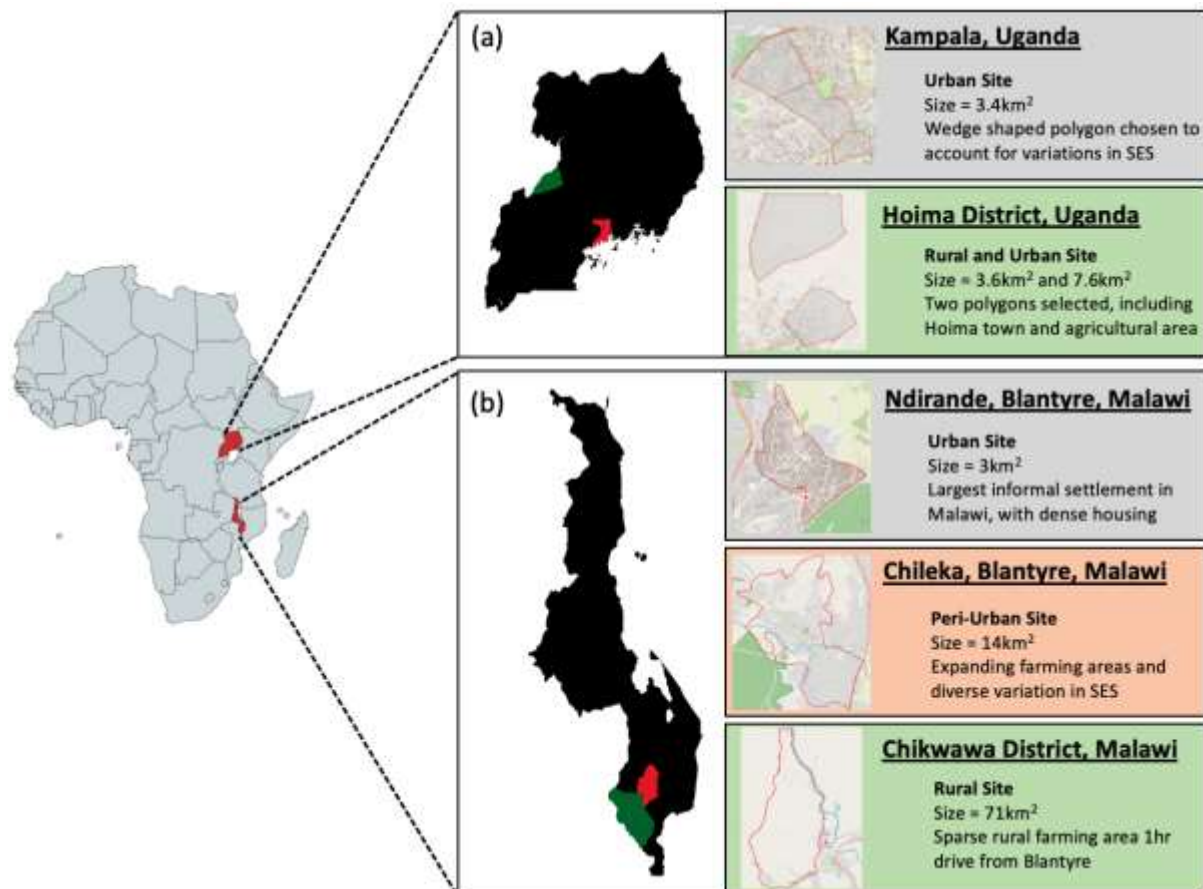 (a)
Kampala, Uganda
Urban Site
Size = 3.4km²
Wedge shaped polygon chosen to
account for variations in SES
Hoima District, Uganda
Rural and Urban Site
Size = 3.6km² and 7.6km²
Two polygons selected, including
Hoima town and agricultural area
(b)
Ndirande, Blantyre, Malawi
Urban Site
Size = 3km²
Largest informal settlement in
Malawi, with dense housing
Chileka, Blantyre, Malawi
Peri-Urban Site
Size = 14km²
Expanding farming areas and
diverse variation in SES
Chikwawa District, Malawi
Rural Site
Size = 71km²
Sparse rural farming area 1hr
drive from Blantyre